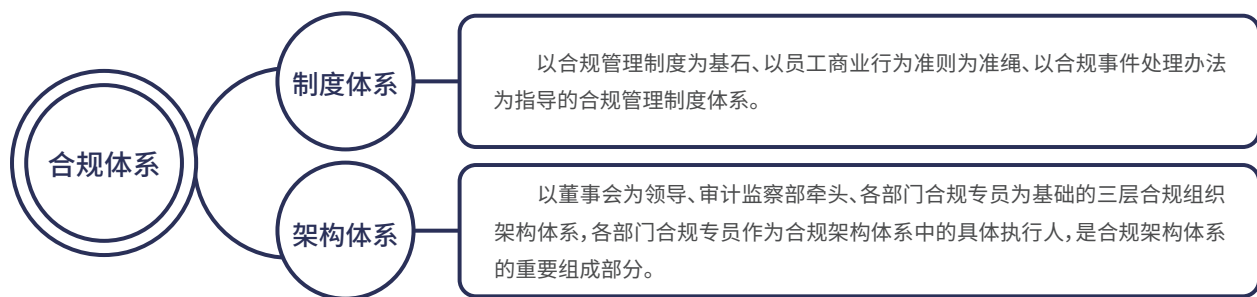 合规体系
制度体系
以合规管理制度为基石、以员工商业行为准则为准绳、以合规事件处理办法
为指导的合规管理制度体系。
架构体系
以董事会为领导、审计监察部牵头、各部门合规专员为基础的三层合规组织
架构体系，各部门合规专员作为合规架构体系中的具体执行人，是合规架构体系
的重要组成部分。